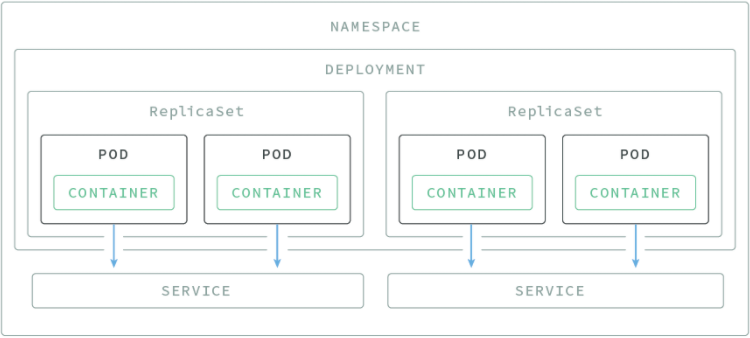 NAMESPACE
DEPLOYMENT
ReplicaSet ReplicaSet
POD POD POD POD
CONTAINER CONTAINER CONTAINER CONTAINER
SERVICE SERVICE